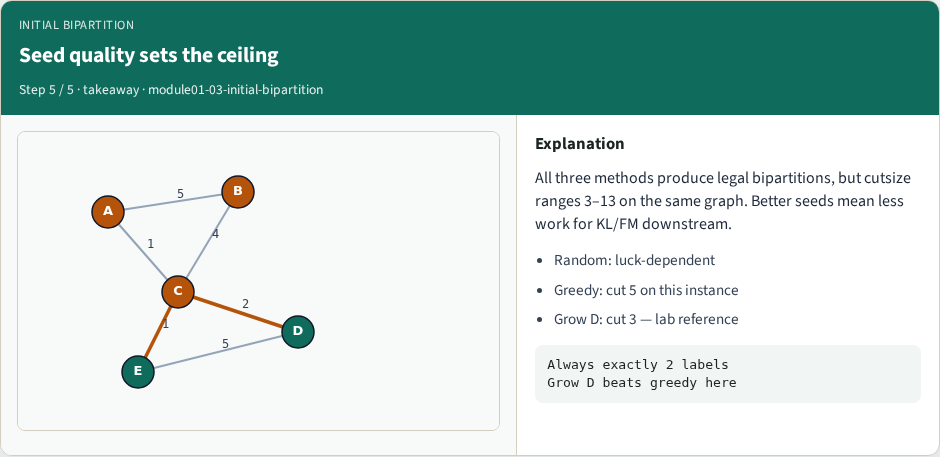 INITIAL BIPARTITION
Seed quality sets the ceiling
Step 5 / 5 · takeaway · module01-03-initial-bipartition
A
B
C
D
E
5
1
4
2
1
5
Explanation
All three methods produce legal bipartitions, but cutsize
ranges 3–13 on the same graph. Better seeds mean less
work for KL/FM downstream.
• Random: luck-dependent
• Greedy: cut 5 on this instance
• Grow D: cut 3 — lab reference
Always exactly 2 labels
Grow D beats greedy here